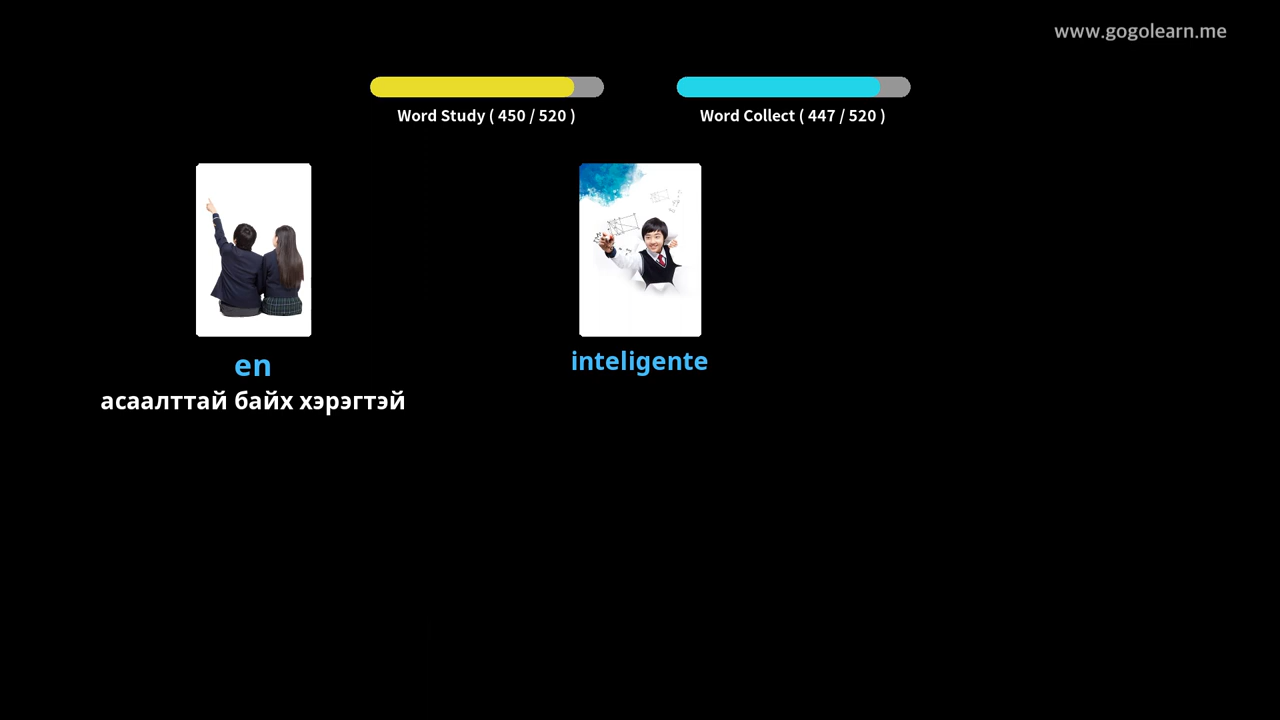 www.gogolearn.me
Word Study ( 450 / 520 )
Word Collect ( 447 / 520 )
en
inteligente
асаалттай байх хэрэгтэй